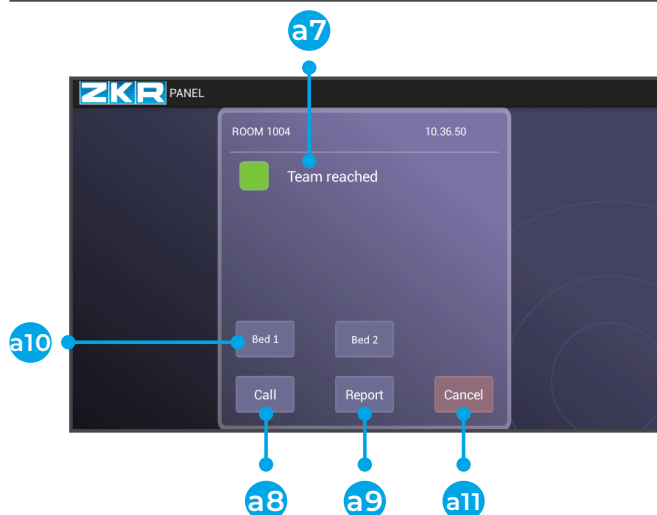 a7
ZKR PANEL
ROOM 1004 10.36.50
Team reached
a10
Bed 1 Bed 2
Call Report Cancel
a8 a9 a11